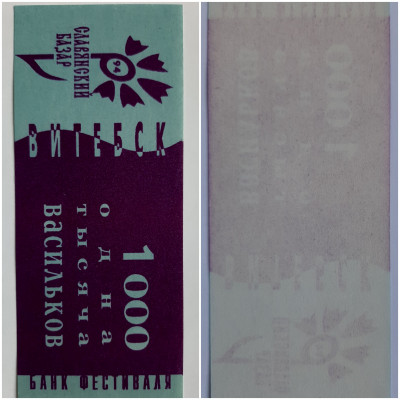 СЛАВЯНСКИЙ
БАЗАР
94
ВИТЕБСК
1000
одна
тысяча
васильков
БАНК ФЕСТИВАЛЯ